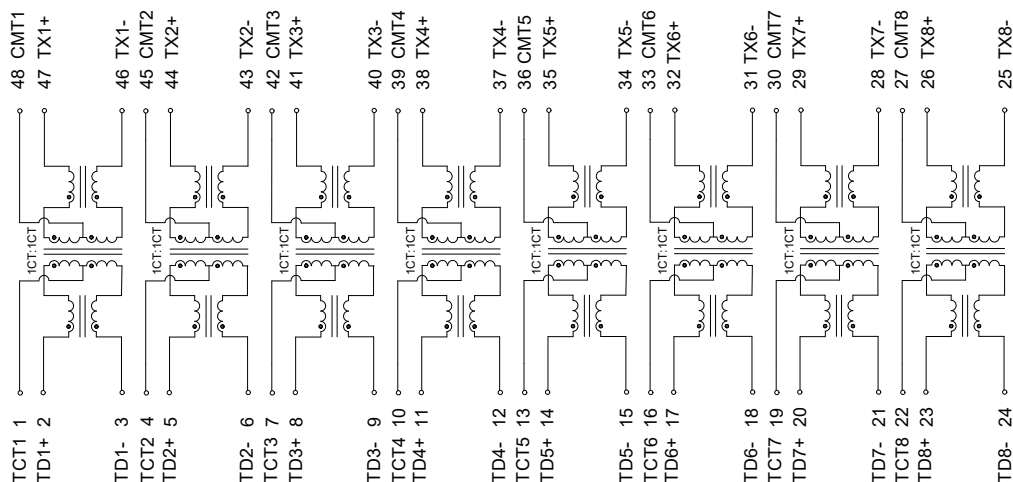 48 CMT1
47 TX1+
46 TX1-
45 CMT2
44 TX2+
43 TX2-
42 CMT3
41 TX3+
40 TX3-
39 CMT4
38 TX4+
37 TX4-
36 CMT5
35 TX5+
34 TX5-
33 CMT6
32 TX6+
31 TX6-
30 CMT7
29 TX7+
28 TX7-
27 CMT8
26 TX8+
25 TX8-
1CT:1CT
1CT:1CT
1CT:1CT
1CT:1CT
1CT:1CT
1CT:1CT
1CT:1CT
1CT:1CT
TCT1 1
TD1+ 2
TD1- 3
TCT2 4
TD2+ 5
TD2- 6
TCT3 7
TD3+ 8
TD3- 9
TCT4 10
TD4+ 11
TD4- 12
TCT5 13
TD5+ 14
TD5- 15
TCT6 16
TD6+ 17
TD6- 18
TCT7 19
TD7+ 20
TD7- 21
TCT8 22
TD8+ 23
TD8- 24